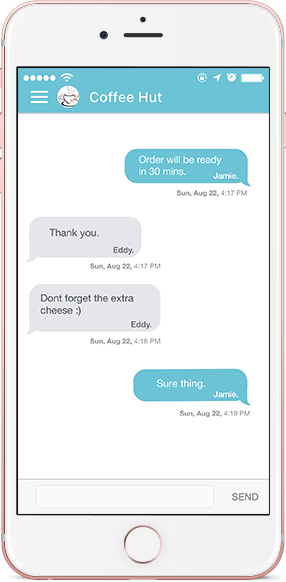 Coffee Hut
Order will be ready
in 30 mins.
Jamie.
Sun, Aug 22, 4:17 PM
Thank you.
Eddy.
Sun, Aug 22, 4:17 PM
Dont forget the extra
cheese :)
Eddy.
Sun, Aug 22, 4:18 PM
Sure thing.
Jamie.
Sun, Aug 22, 4:19 PM
SEND